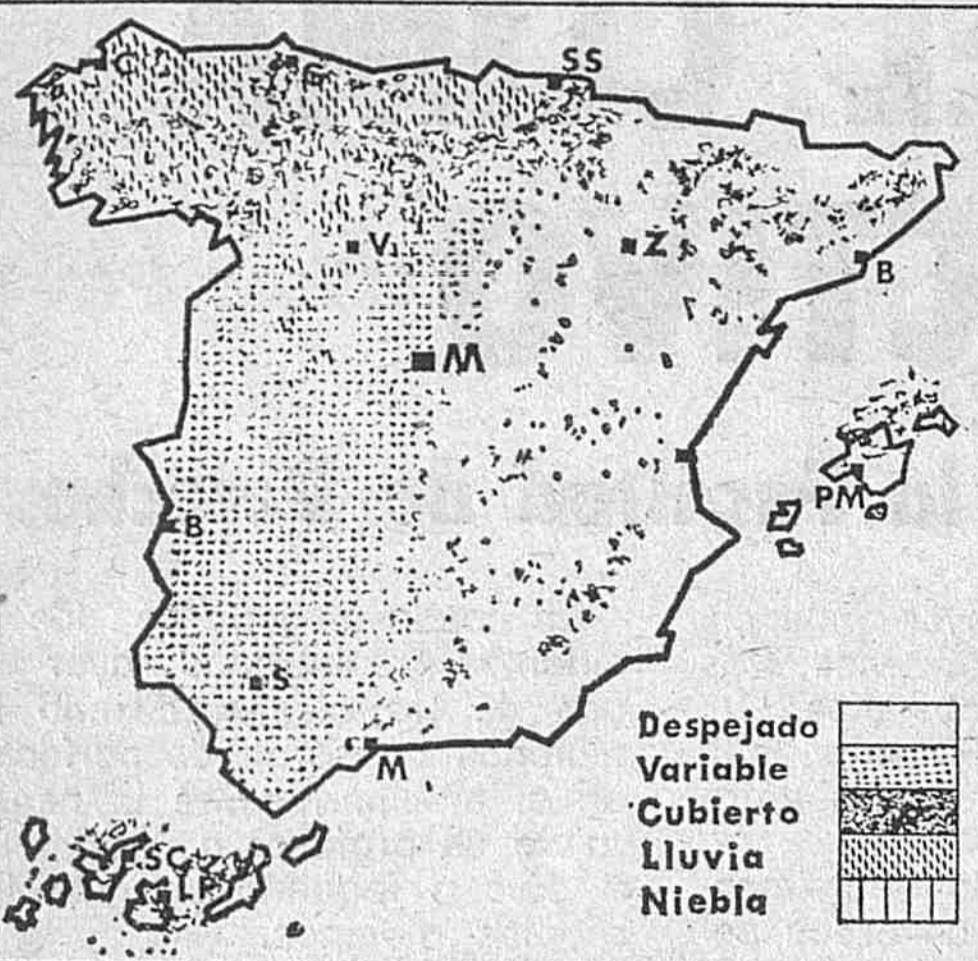 SS
C
G
V
Z
B
M
B
PM
S
M
SC
LP
Despejado
Variable
Cubierto
Lluvia
Niebla